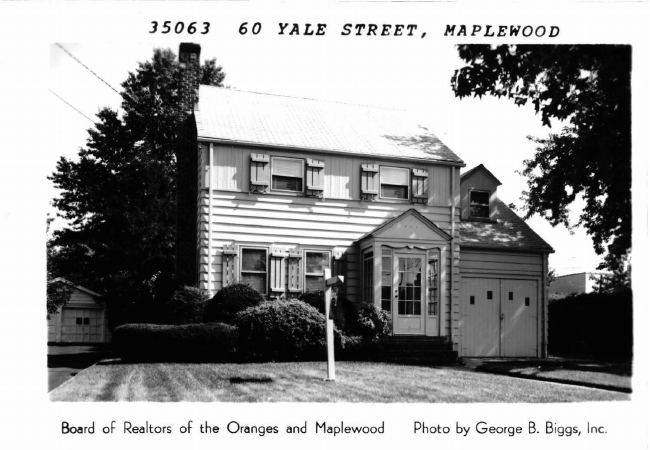 35063 60 YALE STREET, MAPLEWOOD
Board of Realtors of the Oranges and Maplewood Photo by George B. Biggs, Inc.